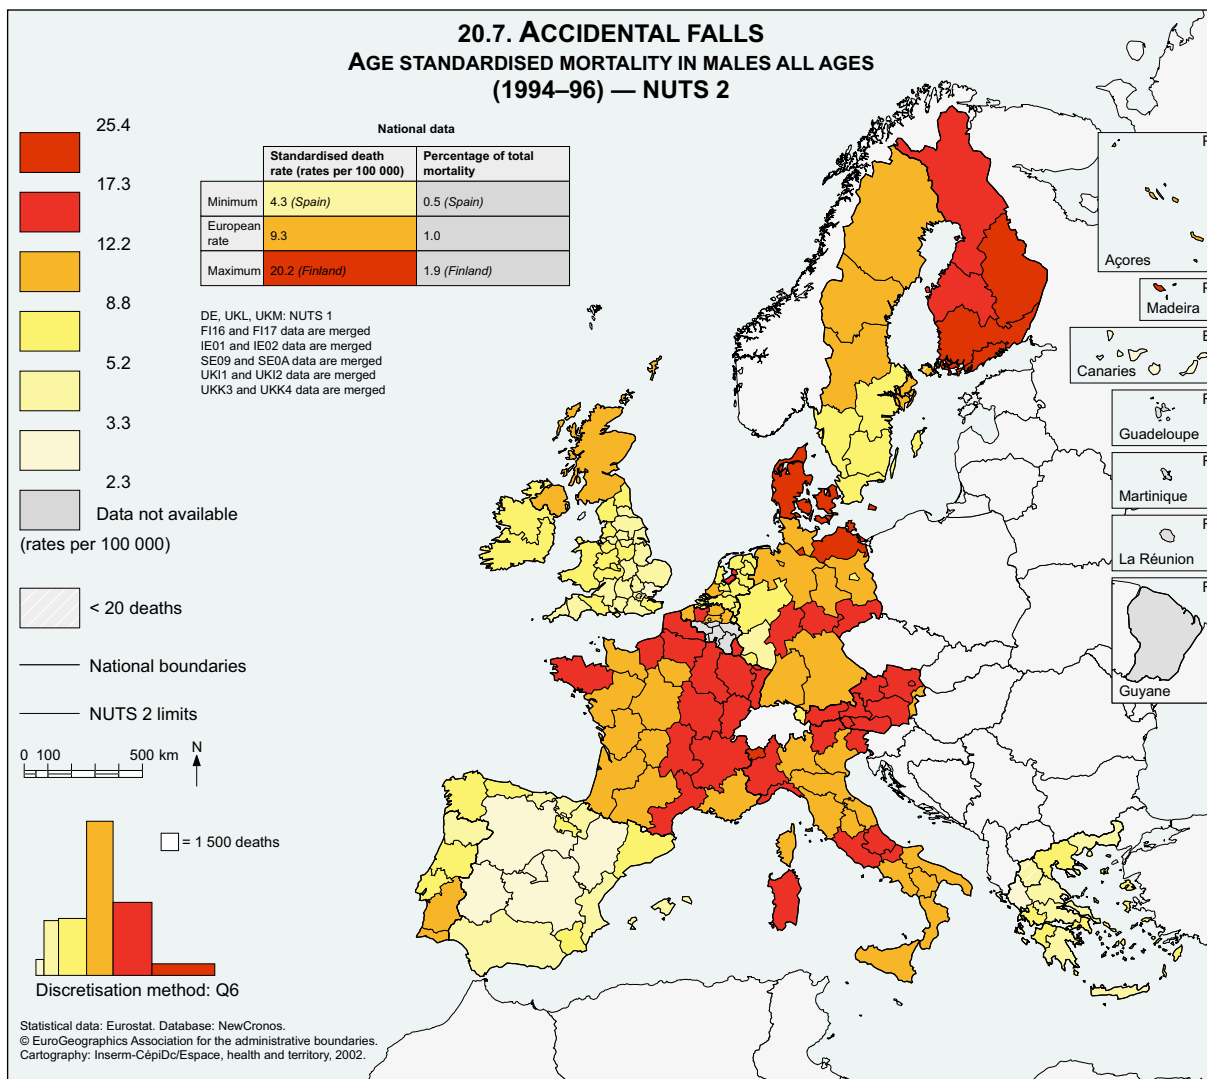 20.7. ACCIDENTAL FALLS
AGE STANDARDISED MORTALITY IN MALES ALL AGES
(1994–96) — NUTS 2
25.4
17.3
12.2
8.8
5.2
3.3
2.3
Data not available
(rates per 100 000)
< 20 deaths
National boundaries
NUTS 2 limits
0 100 500 km
N
National data
Standardised death rate (rates per 100 000)
Percentage of total mortality
Minimum 4.3 (Spain) 0.5 (Spain)
European rate 9.3 1.0
Maximum 20.2 (Finland) 1.9 (Finland)
DE, UKL, UKM: NUTS 1
FI16 and FI17 data are merged
IE01 and IE02 data are merged
SE09 and SE0A data are merged
UKI1 and UKI2 data are merged
UKK3 and UKK4 data are merged
= 1 500 deaths
Discretisation method: Q6
Statistical data: Eurostat. Database: NewCronos.
© EuroGeographics Association for the administrative boundaries.
Cartography: Inserm-CépiDc/Espace, health and territory, 2002.
Açores
Madeira
Canaries
Guadeloupe
Martinique
La Réunion
Guyane